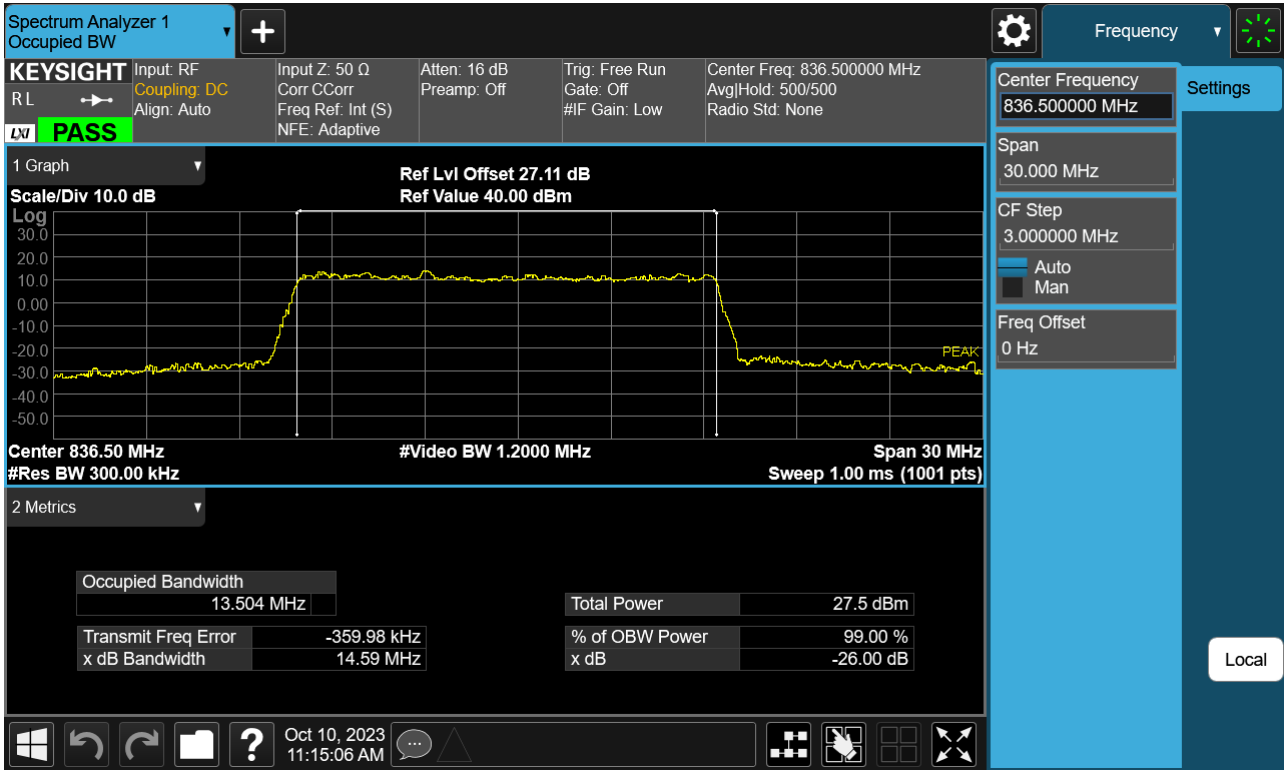 Spectrum Analyzer 1
Occupied BW
Frequency
KEYSIGHT
R L
LXI
PASS
Input: RF
Coupling: DC
Align: Auto
Input Z: 50 Ω
Corr CCorr
Freq Ref: Int (S)
NFE: Adaptive
Atten: 16 dB
Preamp: Off
Trig: Free Run
Gate: Off
#IF Gain: Low
Center Freq: 836.500000 MHz
Avg|Hold: 500/500
Radio Std: None
Center Frequency
836.500000 MHz
Settings
Span
30.000 MHz
CF Step
3.000000 MHz
Auto
Man
Freq Offset
0 Hz
Local
1 Graph
Scale/Div 10.0 dB
Ref Lvl Offset 27.11 dB
Ref Value 40.00 dBm
Log
30.0
20.0
10.0
0.00
-10.0
-20.0
-30.0
-40.0
-50.0
PEAK
Center 836.50 MHz
#Video BW 1.2000 MHz
Span 30 MHz
#Res BW 300.00 kHz
Sweep 1.00 ms (1001 pts)
2 Metrics
Occupied Bandwidth
13.504 MHz
Total Power 27.5 dBm
Transmit Freq Error -359.98 kHz
% of OBW Power 99.00 %
x dB Bandwidth 14.59 MHz
x dB -26.00 dB
?
Oct 10, 2023
11:15:06 AM